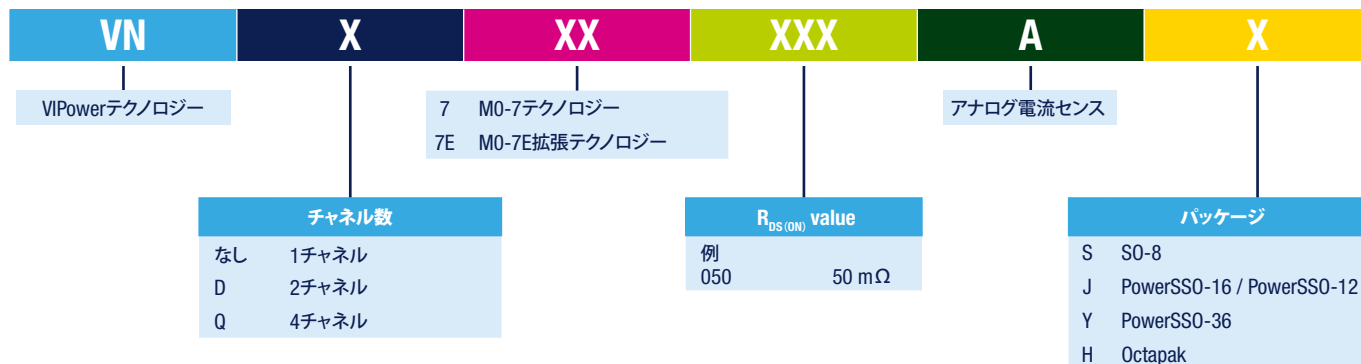 VN X XX XXX A X
VIPowerテクノロジー
7 M0-7テクノロジー
7E M0-7E拡張テクノロジー
アナログ電流センス
チャネル数
なし 1チャネル
D 2チャネル
Q 4チャネル
RDS(ON) value
例
050 50 mΩ
パッケージ
S SO-8
J PowerSSO-16 / PowerSSO-12
Y PowerSSO-36
H Octapak